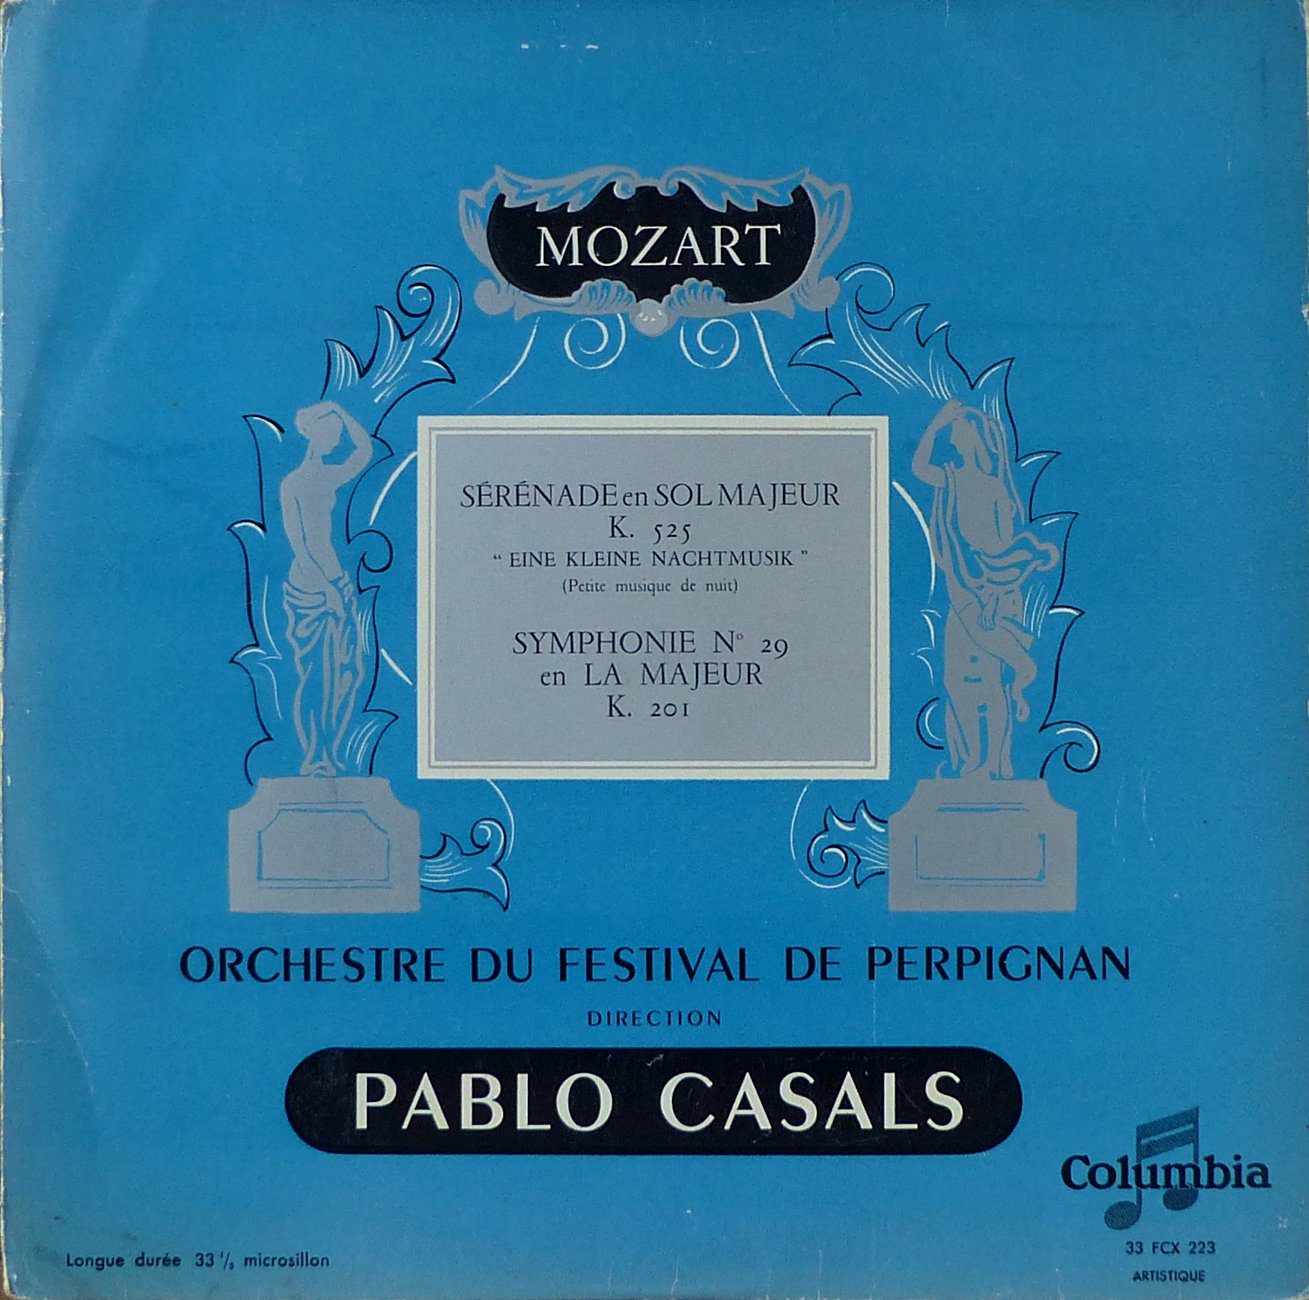 MOZART
SÉRÉNADE en SOL MAJEUR
K. 525
“ EINE KLEINE NACHTMUSIK ”
(Petite musique de nuit)
SYMPHONIE Nº 29
en LA MAJEUR
K. 201
ORCHESTRE DU FESTIVAL DE PERPIGNAN
DIRECTION
PABLO CASALS
Columbia
33 FCX 223
ARTISTIQUE
Longue durée 33 1/3 microsillon